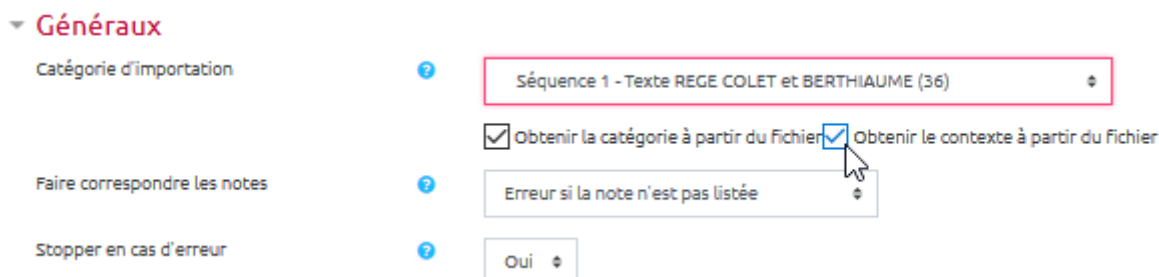 Généraux
Catégorie d'importation
Séquence 1 - Texte REGE COLET et BERTHIAUME (36)
Obtenir la catégorie à partir du fichier Obtenir le contexte à partir du fichier
Faire correspondre les notes
Erreur si la note n'est pas listée
Stopper en cas d'erreur
Oui